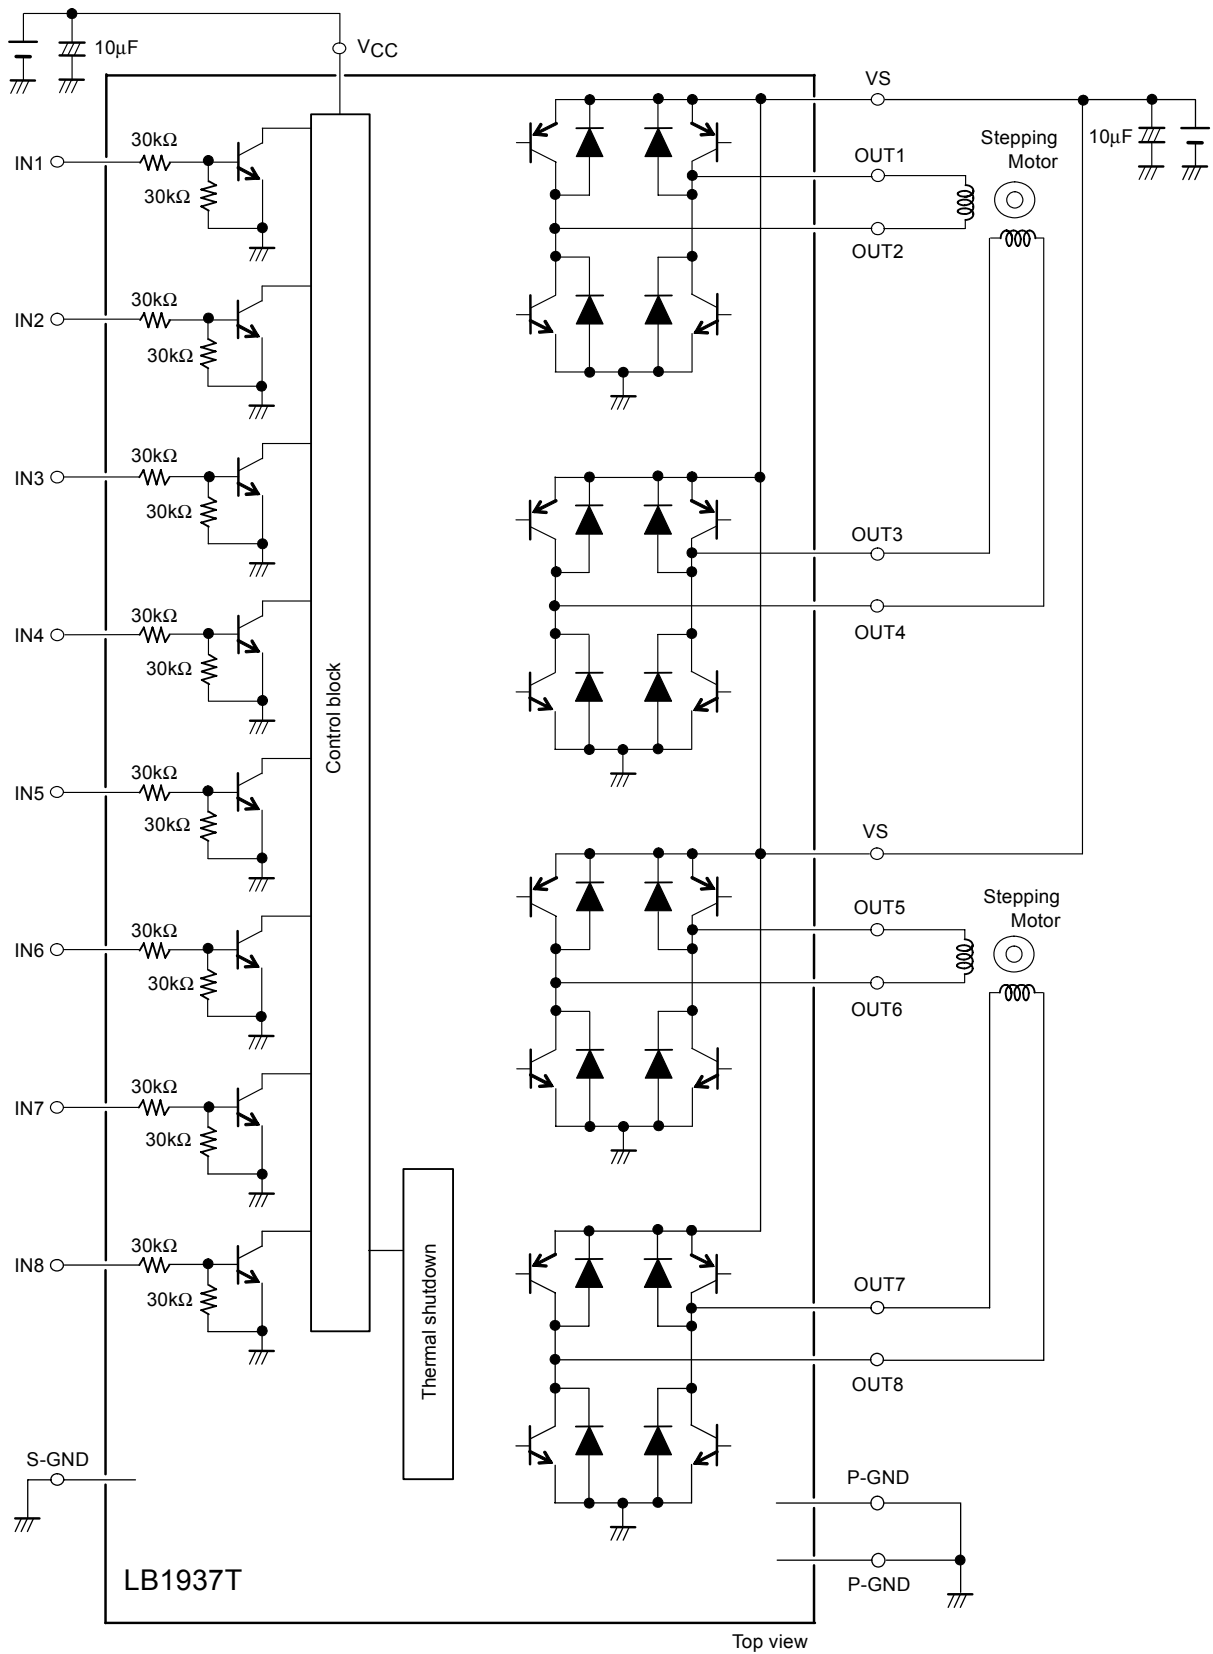 10μF
VCC
VS
30kΩ
IN1
30kΩ
OUT1
OUT2
Stepping
Motor
10μF
30kΩ
IN2
30kΩ
30kΩ
IN3
30kΩ
OUT3
OUT4
30kΩ
IN4
30kΩ
Control block
30kΩ
IN5
30kΩ
VS
30kΩ
IN6
30kΩ
OUT5
OUT6
Stepping
Motor
30kΩ
IN7
30kΩ
30kΩ
IN8
30kΩ
Thermal shutdown
OUT7
OUT8
S-GND
P-GND
P-GND
LB1937T
Top view